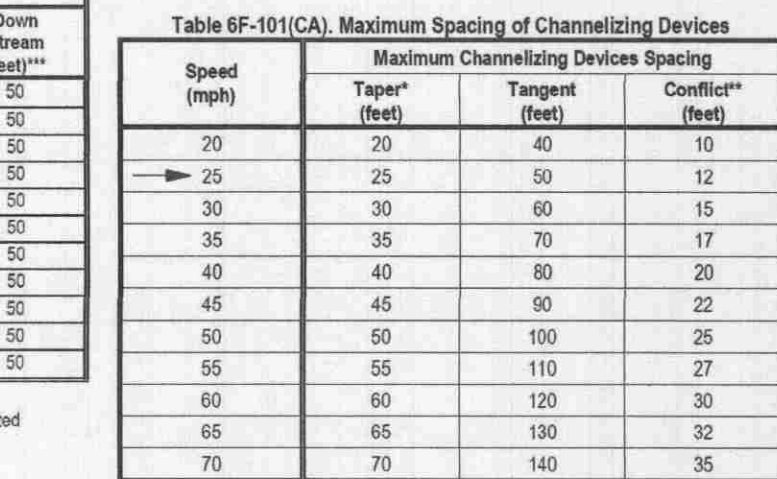 Down
tream
eet)***
50
50
50
50
50
50
50
50
50
50
50
ted
Table 6F-101(CA). Maximum Spacing of Channelizing Devices
Speed (mph) Maximum Channelizing Devices Spacing
Taper* (feet) Tangent (feet) Conflict** (feet)
20 20 40 10
25 25 50 12
30 30 60 15
35 35 70 17
40 40 80 20
45 45 90 22
50 50 100 25
55 55 110 27
60 60 120 30
65 65 130 32
70 70 140 35